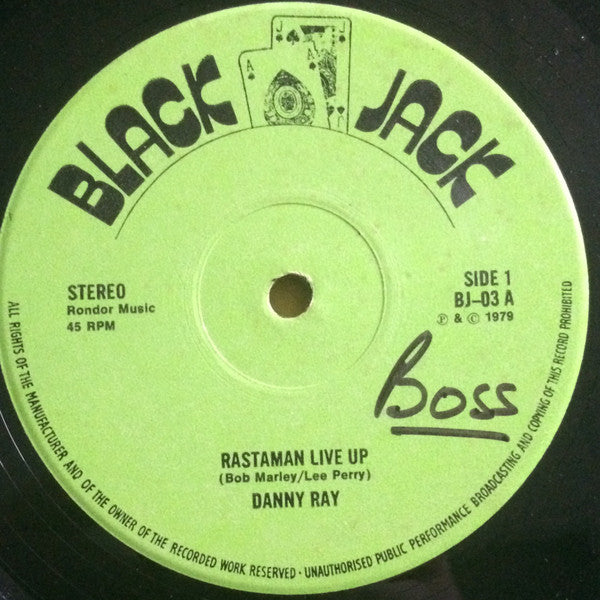 BLACK JACK
A
J
A
STEREO
Rondor Music
45 RPM
SIDE 1
BJ–03 A
℗ & © 1979
Boss
RASTAMAN LIVE UP
(Bob Marley/Lee Perry)
DANNY RAY
ALL RIGHTS OF THE MANUFACTURER AND OF THE OWNER OF THE RECORDED WORK RESERVED · UNAUTHORISED PUBLIC PERFORMANCE BROADCASTING AND COPYING OF THIS RECORD PROHIBITED